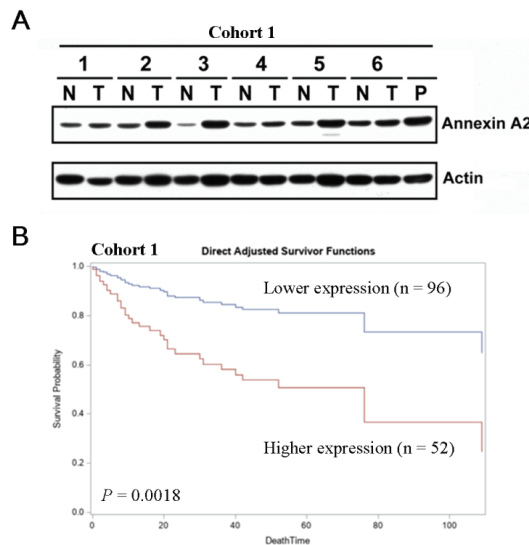 A
Cohort 1
1 2 3 4 5 6
N T N T N T N T N T N T P
Annexin A2
Actin
B
Cohort 1
Direct Adjusted Survivor Functions
1.0
0.8
0.6
0.4
0.2
0.0
Survival Probability
Lower expression (n = 96)
Higher expression (n = 52)
P = 0.0018
0 20 40 60 80 100
DeathTime